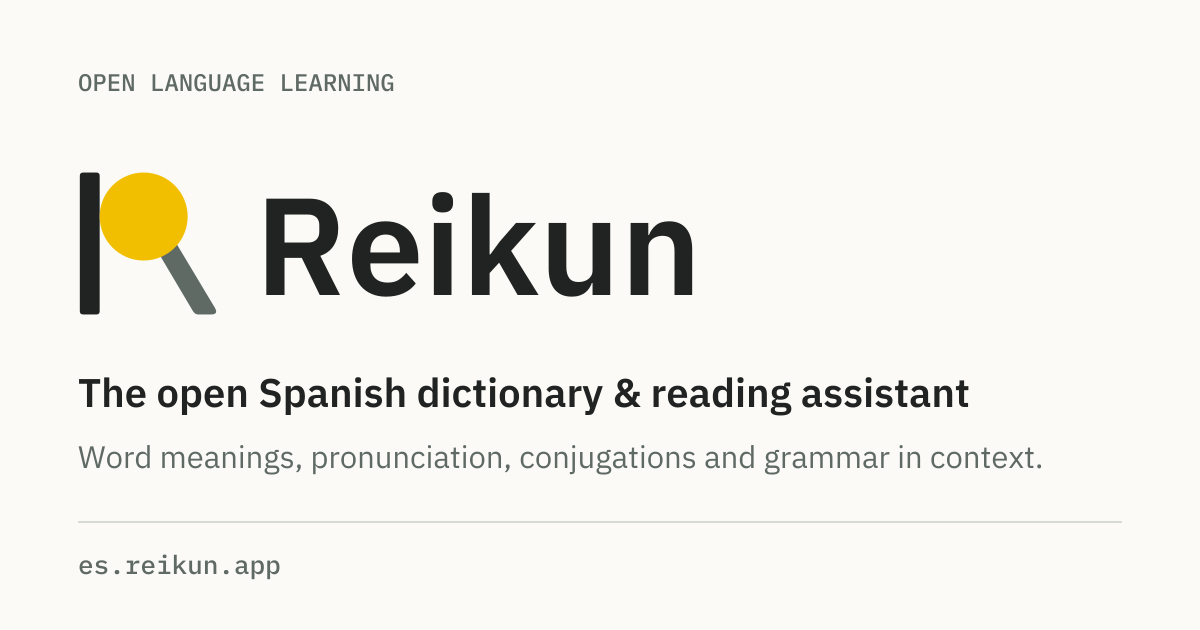 OPEN LANGUAGE LEARNING
Reikun
The open Spanish dictionary & reading assistant
Word meanings, pronunciation, conjugations and grammar in context.
es.reikun.app